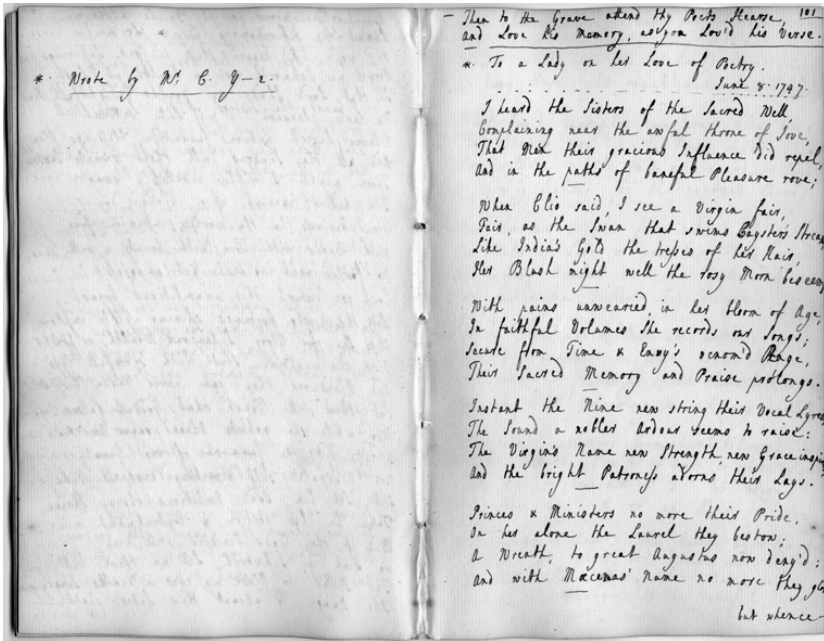 * Wrote by Mr. C. Y-e.
101
— Then to the Grave attend thy Poets Hearse,
and Love his Memory, as you Lov'd his Verse.
* To a Lady on her Love of Poetry.
June 8. 1747.
I heard the Sisters of the Sacred Well,
Complaining near the awful throne of Jove,
That Men their gracious Influence did repel,
And in the paths of baneful Pleasure rove;
When Clio said, I see a Virgin fair,
Fair, as the Swan that swims Cayster's Stream
Like India's Gold the tresses of her Hair,
Her Blush might well the rosy Morn beseem
With pains unwearied, in her bloom of Age,
In faithful Volumes She records our Songs;
Secure from Time & Envy's venom'd Rage,
Their Sacred Memory and Praise prolongs.
Instant the Nine new string their Vocal Lyres
The Sound a nobler Ardour seems to raise:
The Virgin's Name new Strength, new Grace inspires
And the bright Patroness adorns their Lays.
Princes & Ministers no more their Pride.
On her alone the Laurel they bestow;
A Wreath, to great Augustus now deny'd:
And with Mæcenas' Name no more they
but whence—